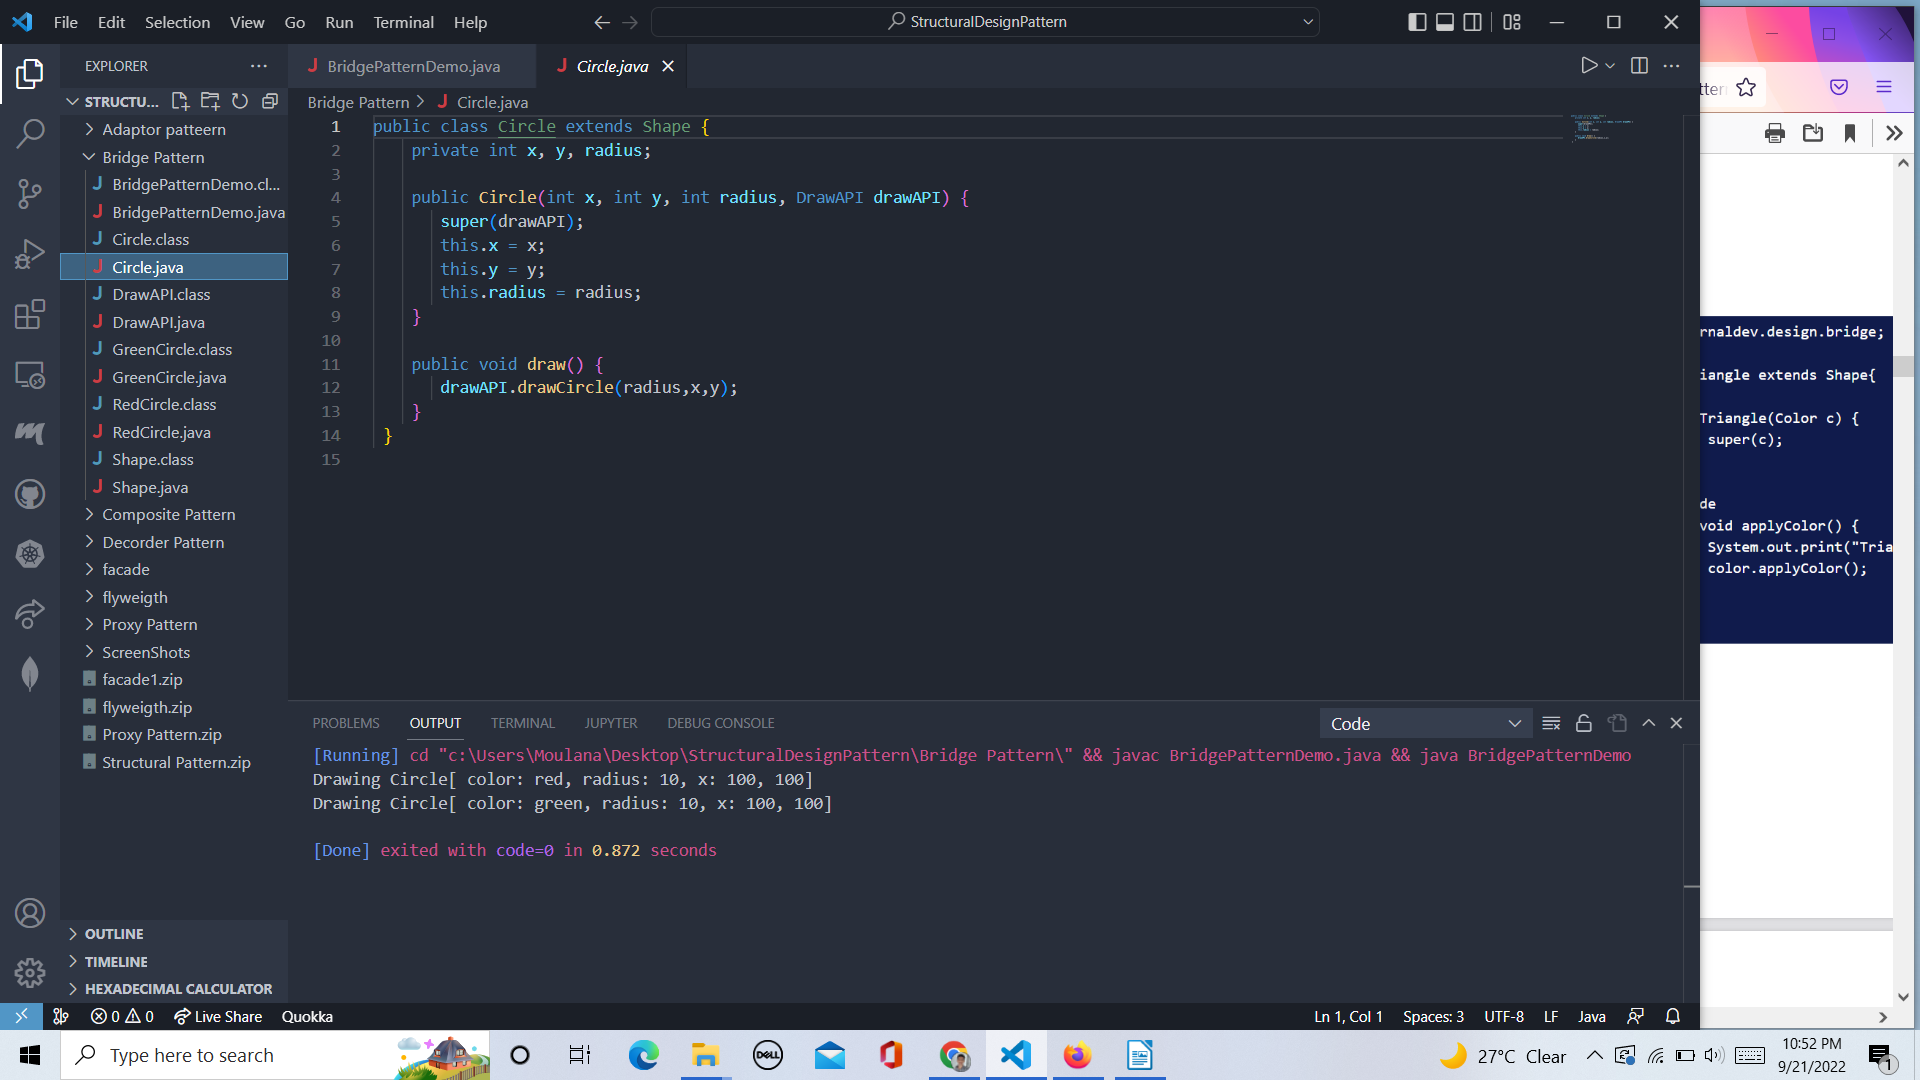 File Edit Selection View Go Run Terminal Help
StructuralDesignPattern
EXPLORER
STRUCTU...
Adaptor patteern
Bridge Pattern
BridgePatternDemo.cl...
BridgePatternDemo.java
Circle.class
Circle.java
DrawAPI.class
DrawAPI.java
GreenCircle.class
GreenCircle.java
RedCircle.class
RedCircle.java
Shape.class
Shape.java
Composite Pattern
Decorder Pattern
facade
flyweigth
Proxy Pattern
ScreenShots
facade1.zip
flyweigth.zip
Proxy Pattern.zip
Structural Pattern.zip
OUTLINE
TIMELINE
HEXADECIMAL CALCULATOR
BridgePatternDemo.java Circle.java
Bridge Pattern > Circle.java
1 public class Circle extends Shape {
2 private int x, y, radius;
3
4 public Circle(int x, int y, int radius, DrawAPI drawAPI) {
5 super(drawAPI);
6 this.x = x;
7 this.y = y;
8 this.radius = radius;
9 }
10
11 public void draw() {
12 drawAPI.drawCircle(radius,x,y);
13 }
14 }
15
PROBLEMS OUTPUT TERMINAL JUPYTER DEBUG CONSOLE
Code
[Running] cd "c:\Users\Moulana\Desktop\StructuralDesignPattern\Bridge Pattern\" && javac BridgePatternDemo.java && java BridgePatternDemo
Drawing Circle[ color: red, radius: 10, x: 100, 100]
Drawing Circle[ color: green, radius: 10, x: 100, 100]
[Done] exited with code=0 in 0.872 seconds
0 0 Live Share Quokka
Ln 1, Col 1 Spaces: 3 UTF-8 LF Java
ttern
rnaldev.design.bridge;
iangle extends Shape{
Triangle(Color c) {
super(c);
de
void applyColor() {
System.out.print("Tria
color.applyColor();
Type here to search
DELL
27°C Clear
10:52 PM
9/21/2022
1